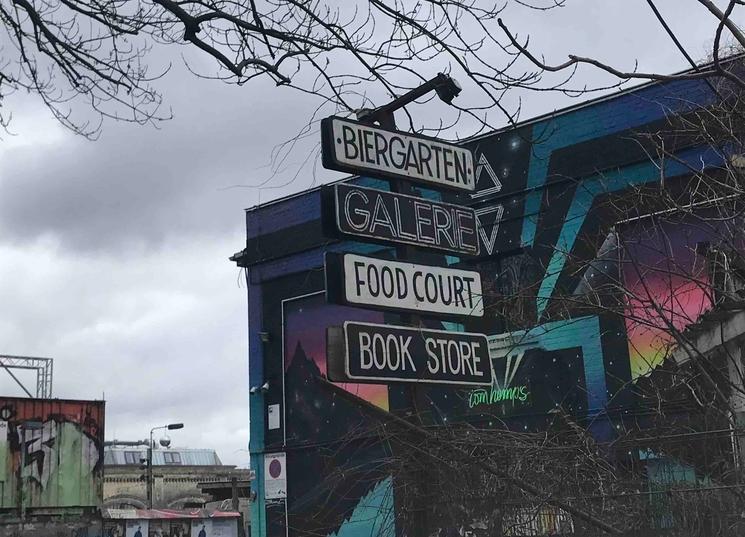 ·BIERGARTEN·
GALERIE
FOOD COURT
BOOK STORE